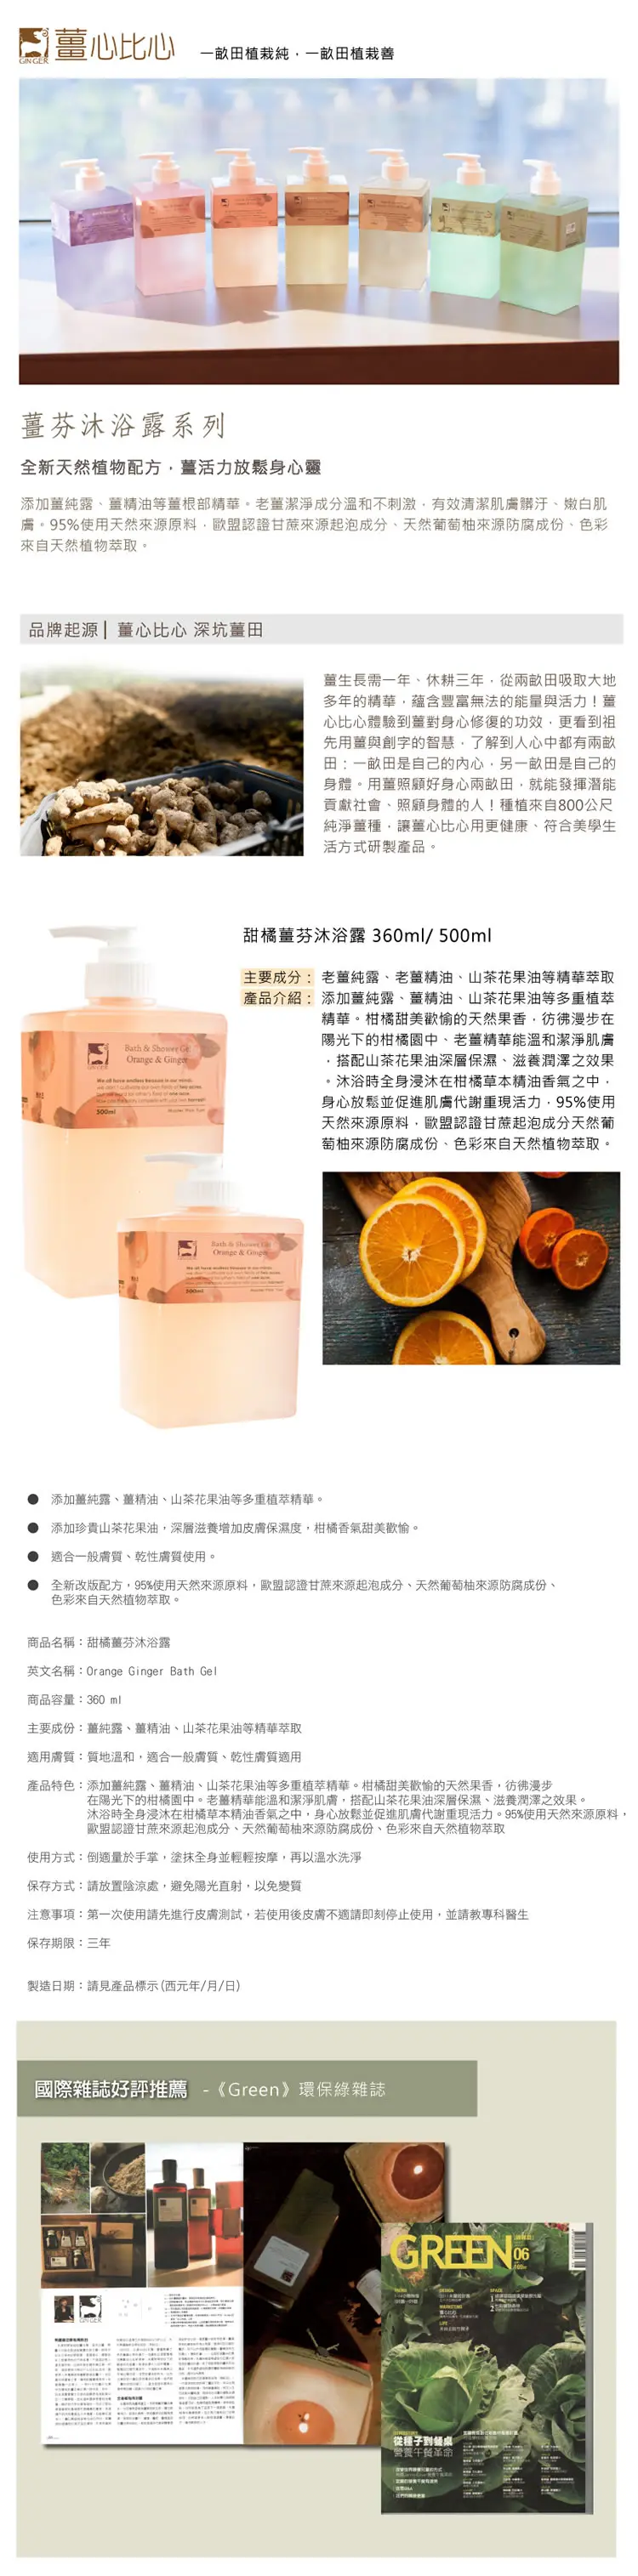 GINGER
薑心比心
一畝田植栽純，一畝田植栽善
薑芬沐浴露系列
全新天然植物配方，薑活力放鬆身心靈
添加薑純露、薑精油等薑根部精華。老薑潔淨成分溫和不刺激，有效清潔肌膚髒汙、嫩白肌
膚。95%使用天然來源原料，歐盟認證甘蔗來源起泡成分、天然葡萄柚來源防腐成份、色彩
來自天然植物萃取。
品牌起源 | 薑心比心 深坑薑田
薑生長需一年、休耕三年，從兩畝田吸取大地
多年的精華，蘊含豐富無法的能量與活力！薑
心比心體驗到薑對身心修復的功效，更看到祖
先用薑與創字的智慧，了解到人心中都有兩畝
田：一畝田是自己的內心，另一畝田是自己的
身體。用薑照顧好身心兩畝田，就能發揮潛能
貢獻社會、照顧身體的人！種植來自800公尺
純淨薑種，讓薑心比心用更健康、符合美學生
活方式研製產品。
甜橘薑芬沐浴露 360ml/ 500ml
主要成分：老薑純露、老薑精油、山茶花果油等精華萃取
產品介紹：添加薑純露、薑精油、山茶花果油等多重植萃
精華。柑橘甜美歡愉的天然果香，彷彿漫步在
陽光下的柑橘園中、老薑精華能溫和潔淨肌膚
，搭配山茶花果油深層保濕、滋養潤澤之效果
。沐浴時全身浸沐在柑橘草本精油香氣之中，
身心放鬆並促進肌膚代謝重現活力，95%使用
天然來源原料，歐盟認證甘蔗起泡成分天然葡
萄柚來源防腐成份、色彩來自天然植物萃取。
Bath & Shower Gel
Orange & Ginger
500ml
Bath & Shower Gel
Orange & Ginger
● 添加薑純露、薑精油、山茶花果油等多重植萃精華。
● 添加珍貴山茶花果油，深層滋養增加皮膚保濕度，柑橘香氣甜美歡愉。
● 適合一般膚質、乾性膚質使用。
● 全新改版配方，95%使用天然來源原料，歐盟認證甘蔗來源起泡成分、天然葡萄柚來源防腐成份、
色彩來自天然植物萃取。
商品名稱：甜橘薑芬沐浴露
英文名稱：Orange Ginger Bath Gel
商品容量：360 ml
主要成份：薑純露、薑精油、山茶花果油等精華萃取
適用膚質：質地溫和，適合一般膚質、乾性膚質適用
產品特色：添加薑純露、薑精油、山茶花果油等多重植萃精華。柑橘甜美歡愉的天然果香，彷彿漫步
在陽光下的柑橘園中。老薑精華能溫和潔淨肌膚，搭配山茶花果油深層保濕、滋養潤澤之效果。
沐浴時全身浸沐在柑橘草本精油香氣之中，身心放鬆並促進肌膚代謝重現活力。95%使用天然來源原料，
歐盟認證甘蔗來源起泡成分、天然葡萄柚來源防腐成份、色彩來自天然植物萃取
使用方式：倒適量於手掌，塗抹全身並輕輕按摩，再以溫水洗淨
保存方式：請放置陰涼處，避免陽光直射，以免變質
注意事項：第一次使用請先進行皮膚測試，若使用後皮膚不適請即刻停止使用，並請教專科醫生
保存期限：三年
製造日期：請見產品標示(西元年/月/日)
國際雜誌好評推薦 -《Green》環保綠雜誌
GREEN 06
從種子到餐桌
營養午餐革命